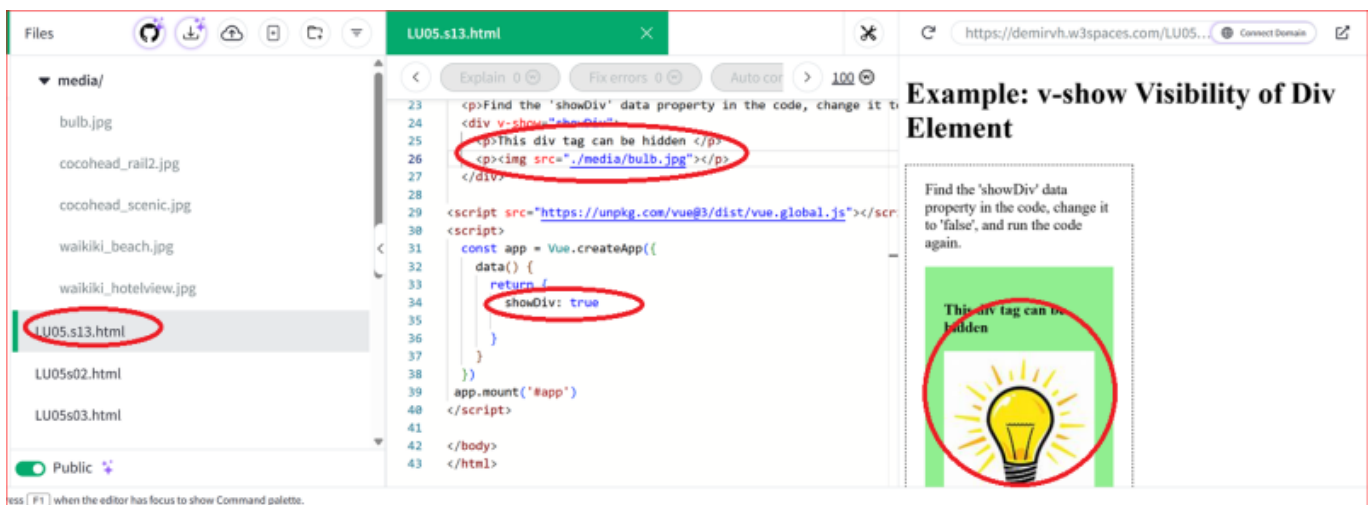 Files
media/
bulb.jpg
cocohead_rail2.jpg
cocohead_scenic.jpg
waikiki_beach.jpg
waikiki_hotelview.jpg
LU05.s13.html
LU05s02.html
LU05s03.html
Public
ress F1 when the editor has focus to show Command palette.
LU05.s13.html
Explain 0 Fix errors 0 Auto cor 100
23 <p>Find the 'showDiv' data property in the code, change it t
24 <div v-show="showDiv">
25 <p>This div tag can be hidden </p>
26 <p><img src="./media/bulb.jpg"></p>
27 </div>
28
29 <script src="https://unpkg.com/vue@3/dist/vue.global.js"></scr
30 <script>
31 const app = Vue.createApp({
32 data() {
33 return {
34 showDiv: true
35
36 }
37 }
38 })
39 app.mount('#app')
40 </script>
41
42 </body>
43 </html>
https://demirvh.w3spaces.com/LU05... Connect Domain
Example: v-show Visibility of Div
Element
Find the 'showDiv' data
property in the code, change it
to 'false', and run the code
again.
This div tag can be
hidden